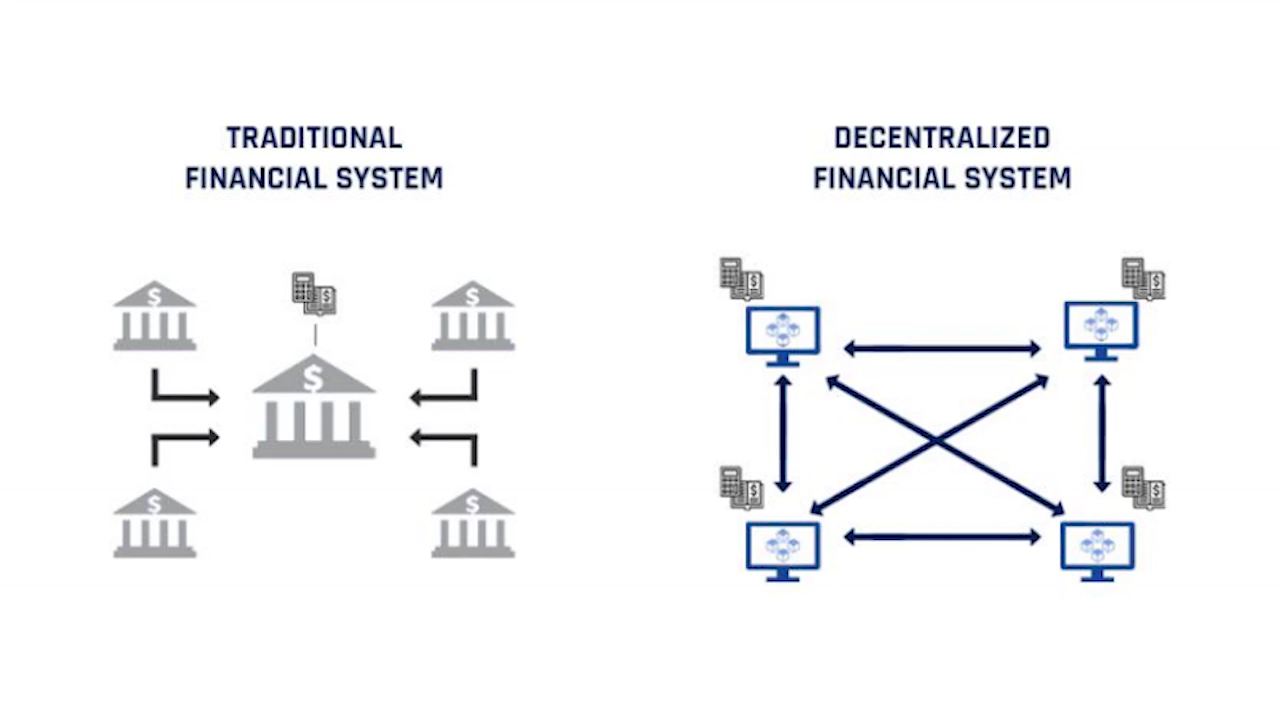 TRADITIONAL
FINANCIAL SYSTEM
DECENTRALIZED
FINANCIAL SYSTEM
$
$
$
$
$
$
$
$
$
$